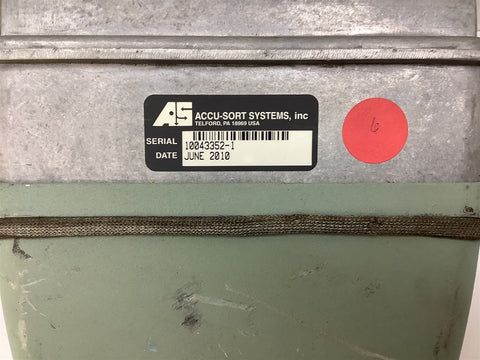 AS
ACCU-SORT SYSTEMS, inc
TELFORD, PA 18969 USA
SERIAL 10043352-1
DATE JUNE 2010
6